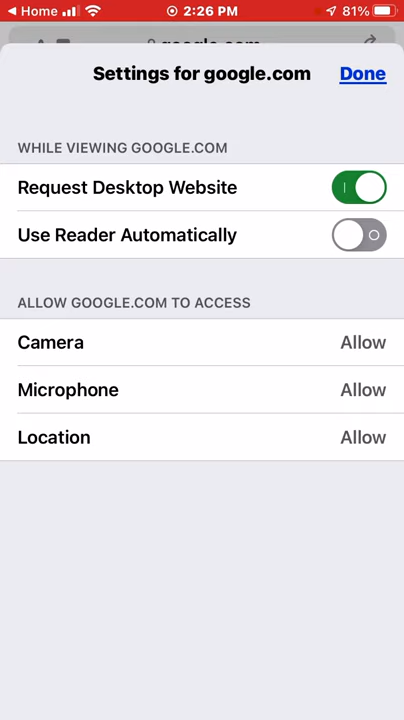 Home 2:26 PM 81%
google.com
Settings for google.com Done
WHILE VIEWING GOOGLE.COM
Request Desktop Website
Use Reader Automatically
ALLOW GOOGLE.COM TO ACCESS
Camera Allow
Microphone Allow
Location Allow